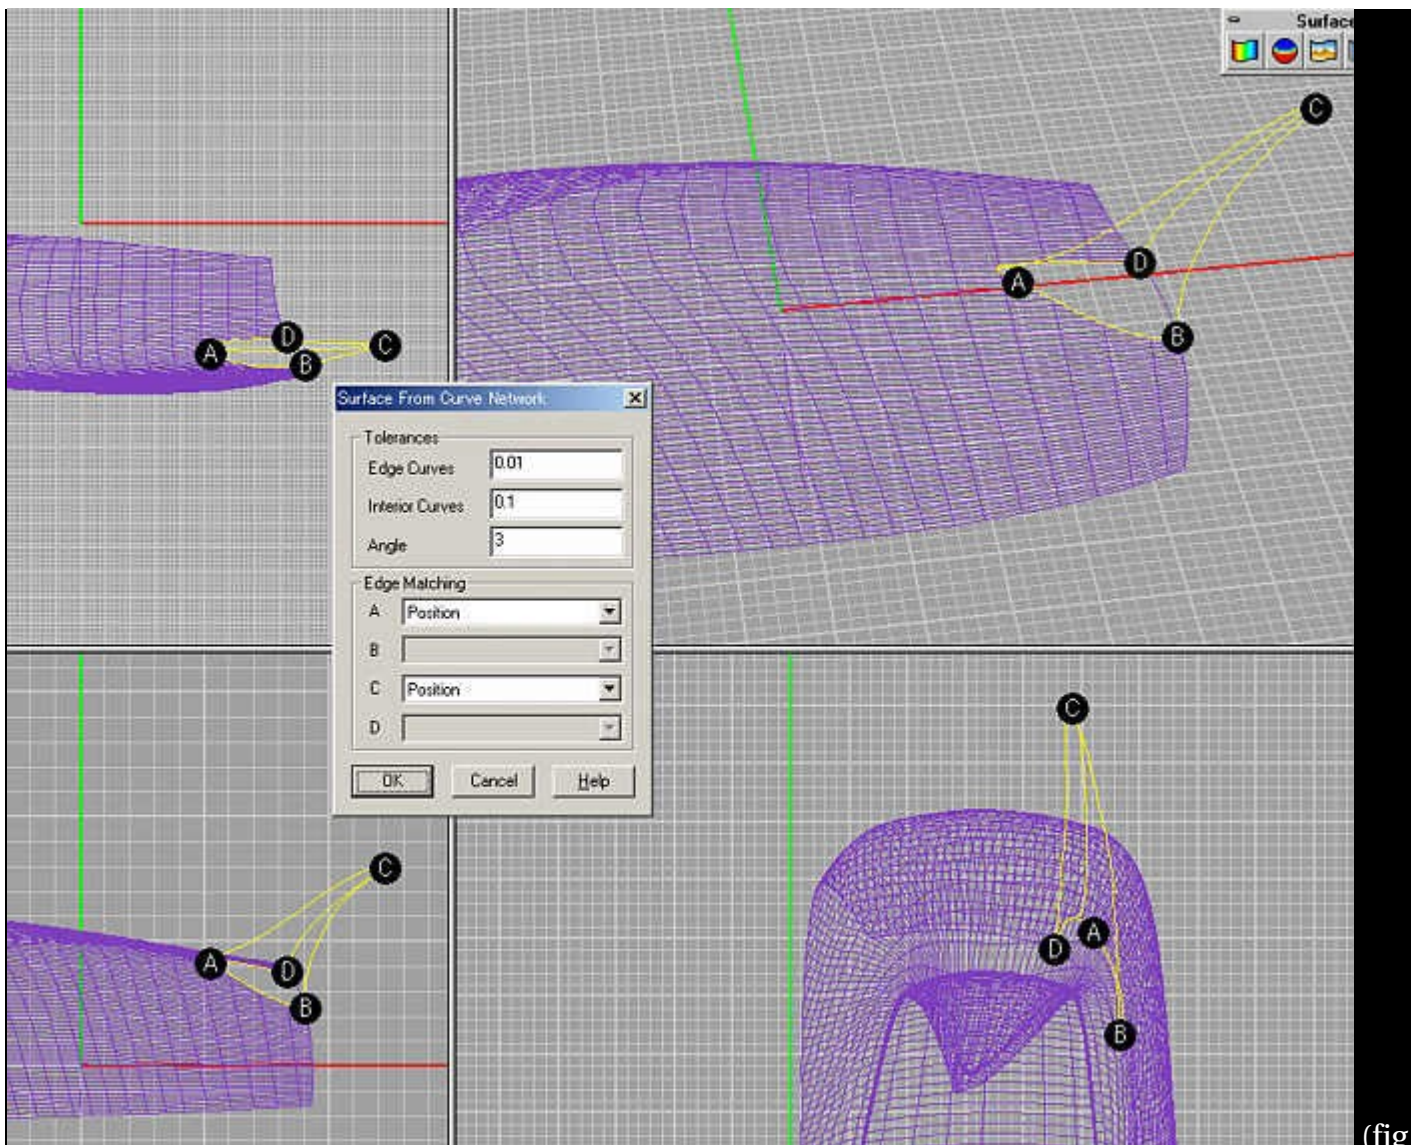 Surface
C
D
A
B
D
C
A
B
Surface From Curve Network
Tolerances
Edge Curves 0.01
Interior Curves 0.1
Angle 3
Edge Matching
A Position
B
C Position
D
OK Cancel Help
C
A
D
B
C
A
D
B
(fig